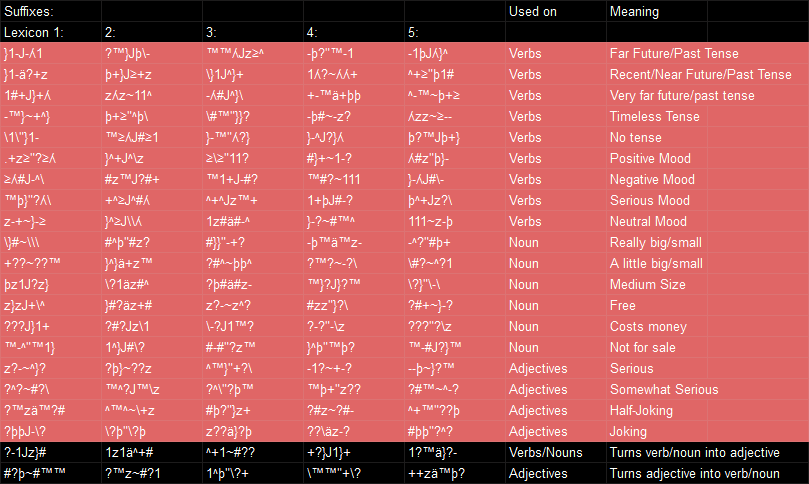 Suffixes: Used on Meaning
Lexicon 1: 2: 3: 4: 5:
}1-J-ʎ1 ?™}Jþ\- ™™ʎJz≥^ -þ?"™-1 -1þJʎ}^ Verbs Far Future/Past Tense
}1-ä?+z þ+}J≥+z \}1J^}+ 1ʎ?~ʎʎ+ ^+≥"þ1# Verbs Recent/Near Future/Past Tense
1#+J}+ʎ zʎz~11^ -ʎ#J^}\ +-™ä+þþ ^-™~þ+≥ Verbs Very far future/past tense
-™}~+^} þ+≥"^þ\ \#™"}}? -þ#~-z? ʎzz~≥-- Verbs Timeless Tense
\1\"}1- ™≥ʎJ#≥1 }-™"ʎ?} }-^J?}ʎ þ?™Jþ+} Verbs No tense
.+z≥"?≥ʎ }^+J^\z ≥\≥"11? #}+~1-? ʎ#z"þ}- Verbs Positive Mood
≥ʎ#J-^\ #z™J?#+ ™1+J-#? ™#?~111 }-ʎJ#\- Verbs Negative Mood
™þ}"?ʎ\ +^≥J^#ʎ ^+^Jz™+ 1+þJ#-? þ^+Jz?\ Verbs Serious Mood
z-+~}-≥ }^≥J\\ʎ 1z#ä#-^ }-?~#™^ 111~z-þ Verbs Neutral Mood
\}#~\\\ #^þ"#z? #}}"-+? -þ™ä™z- -^?"#þ+ Noun Really big/small
+??~??™ }^}ä+z™ ?#^~þþ^ ?™?~-?\ \#?~^?1 Noun A little big/small
þz1J?z} \?1äz#^ ?þ#ä#z- ™}?J}?™ \?}"\-\ Noun Medium Size
z}zJ+\^ }#?äz+# z?-~z^? #zz"}?\ ?#+~}-? Noun Free
???J}1+ ?#?Jz\1 \-?J1™? ?-?"-\z ???"?\z Noun Costs money
™-^"™1} 1^}J#\? #-#"?z™ }^þ"™þ? ™-#J?}™ Noun Not for sale
z?-~^}? ?þ}~??z ^™}"+?\ -1?~+-? --þ~}?™ Adjectives Serious
?^?~#?\ ™^?J™\z ?^\"?þ™ ™þ+"z?? ?#™~^-? Adjectives Somewhat Serious
?™zä™?# ^™^~\+z #þ?"}z+ ?#z~?#- ^+™"??þ Adjectives Half-Joking
?þþJ-\? \?þ"\?þ z??ä}?þ ??\äz-? #þþ"?^? Adjectives Joking
?-1Jz}# 1z1ä^+# ^+1~#?? +?}J1}+ 1?™ä}?- Verbs/Nouns Turns verb/noun into adjective
#?þ~#™™ ?™z~#?1 1^þ"\?+ \™™"+\? ++zä™þ? Adjectives Turns adjective into verb/noun